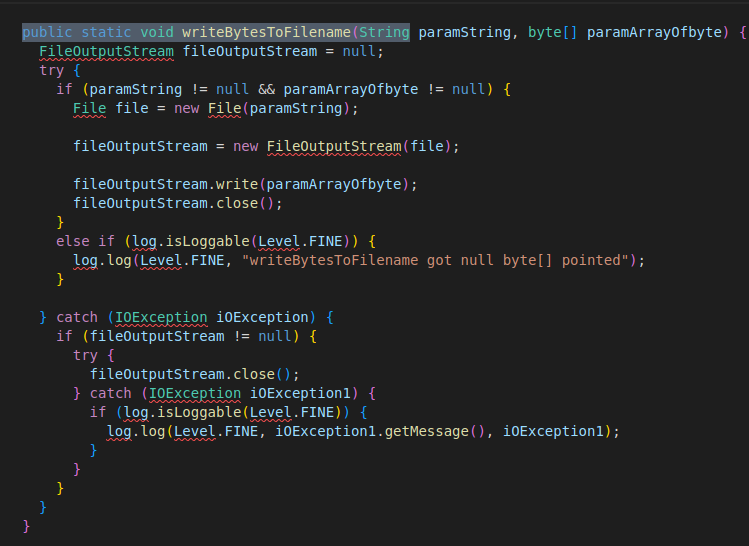 public static void writeBytesToFilename(String paramString, byte[] paramArrayOfbyte) {
FileOutputStream fileOutputStream = null;
try {
if (paramString != null && paramArrayOfbyte != null) {
File file = new File(paramString);
fileOutputStream = new FileOutputStream(file);
fileOutputStream.write(paramArrayOfbyte);
fileOutputStream.close();
}
else if (log.isLoggable(Level.FINE)) {
log.log(Level.FINE, "writeBytesToFilename got null byte[] pointed");
}
} catch (IOException iOException) {
if (fileOutputStream != null) {
try {
fileOutputStream.close();
} catch (IOException iOException1) {
if (log.isLoggable(Level.FINE)) {
log.log(Level.FINE, iOException1.getMessage(), iOException1);
}
}
}
}
}